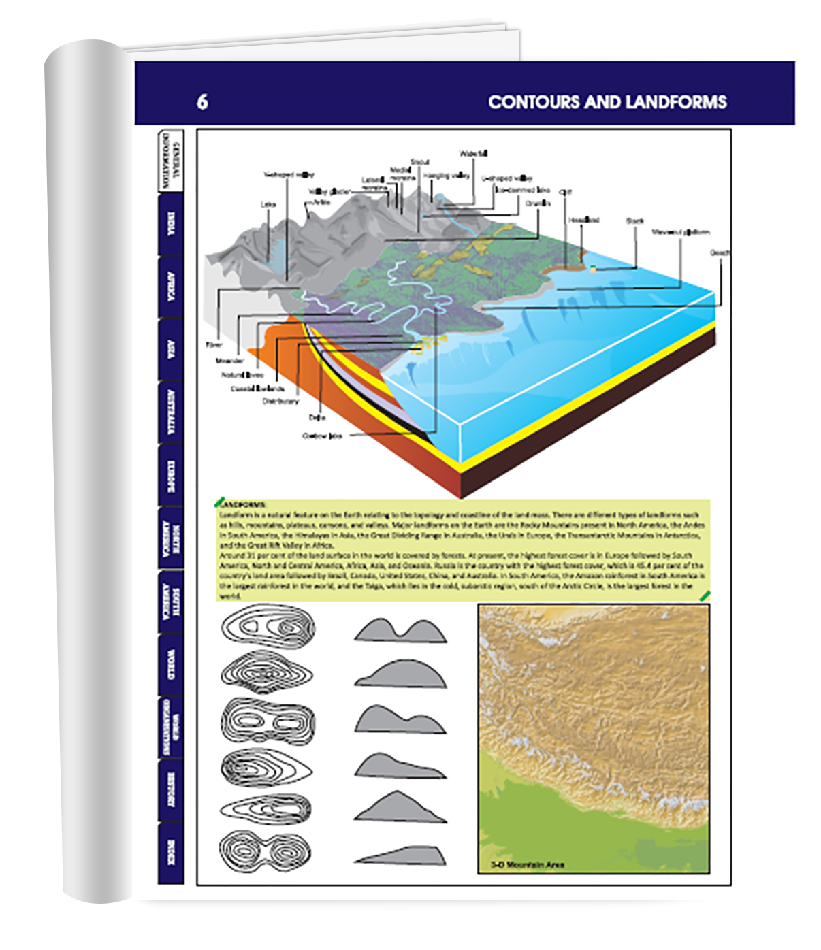 6
CONTOURS AND LANDFORMS
GENERAL
INFORMATION
INDIA
AFRICA
ASIA
AUSTRALIA
EUROPE
NORTH
AMERICA
SOUTH
AMERICA
WORLD
WORLD
ORGANISATIONS
HISTORY
INDEX
Waterfall
Snout
Medial
moraine
Hanging valley
V-shaped valley
Lateral
moraine
U-shaped valley
Valley glacier
Ice-dammed lake
Cliff
Lake
Arête
Drumlin
Headland
Stack
Wave-cut platform
Beach
River
Meander
Natural levee
Coastal lowlands
Distributary
Delta
Oxbow lake
LANDFORMS:
Landform is a natural feature on the Earth relating to the topology and coastline of the land mass. There are different types of landforms such
as hills, mountains, plateaus, canyons, and valleys. Major landforms on the Earth are the Rocky Mountains present in North America, the Andes
in South America, the Himalayas in Asia, the Great Dividing Range in Australia, the Urals in Europe, the Transantarctic Mountains in Antarctica,
and the Great Rift Valley in Africa.
Around 31 per cent of the land surface in the world is covered by forests. At present, the highest forest cover is in Europe followed by South
America, North and Central America, Africa, Asia, and Oceania. Russia is the country with the highest forest cover, which is 45.4 per cent of the
country's land area followed by Brazil, Canada, United States, China, and Australia. In South America, the Amazon rainforest in South America is
the largest rainforest in the world, and the Taiga, which lies in the cold, subarctic region, south of the Arctic Circle, is the largest forest in the
world.
3-D Mountain Area